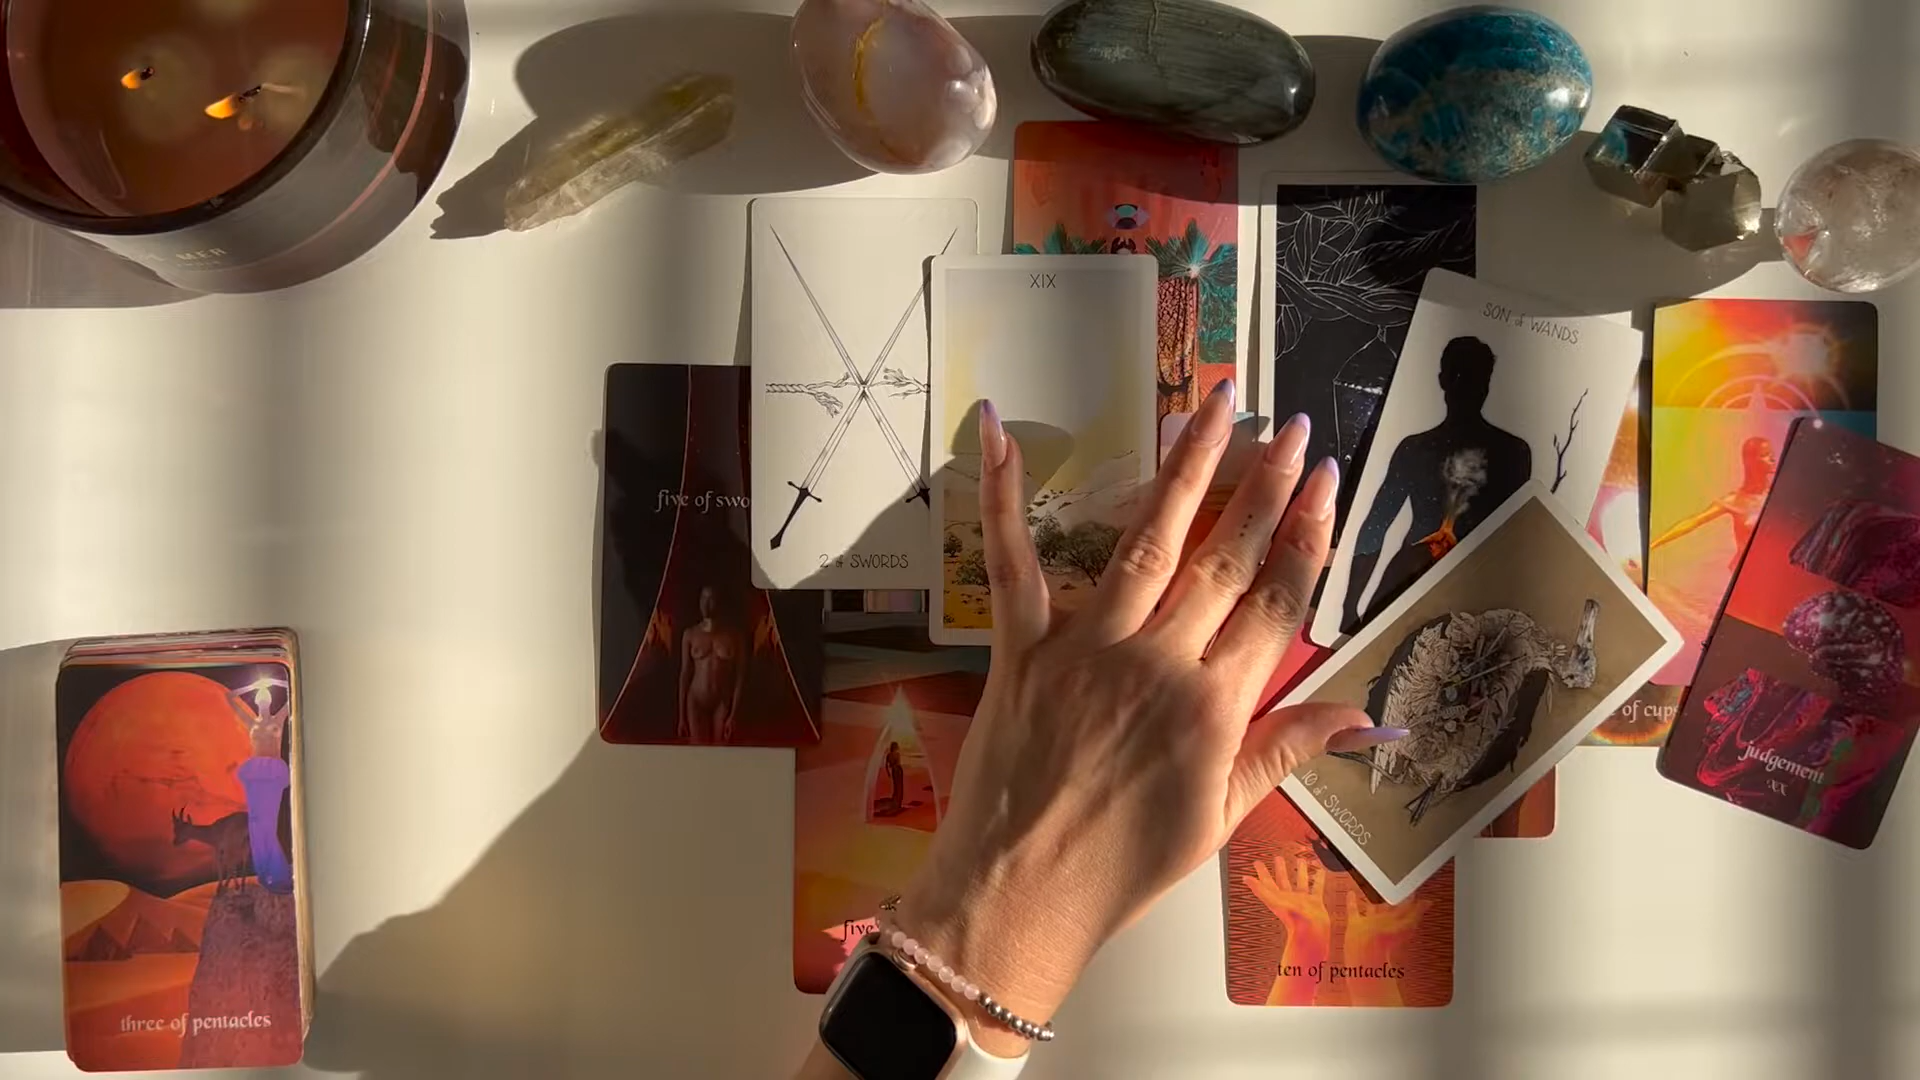 XII
XIX
SON of WANDS
five of swo
2 of SWORDS
of cups
judgement
XX
10 of SWORDS
five
ten of pentacles
three of pentacles